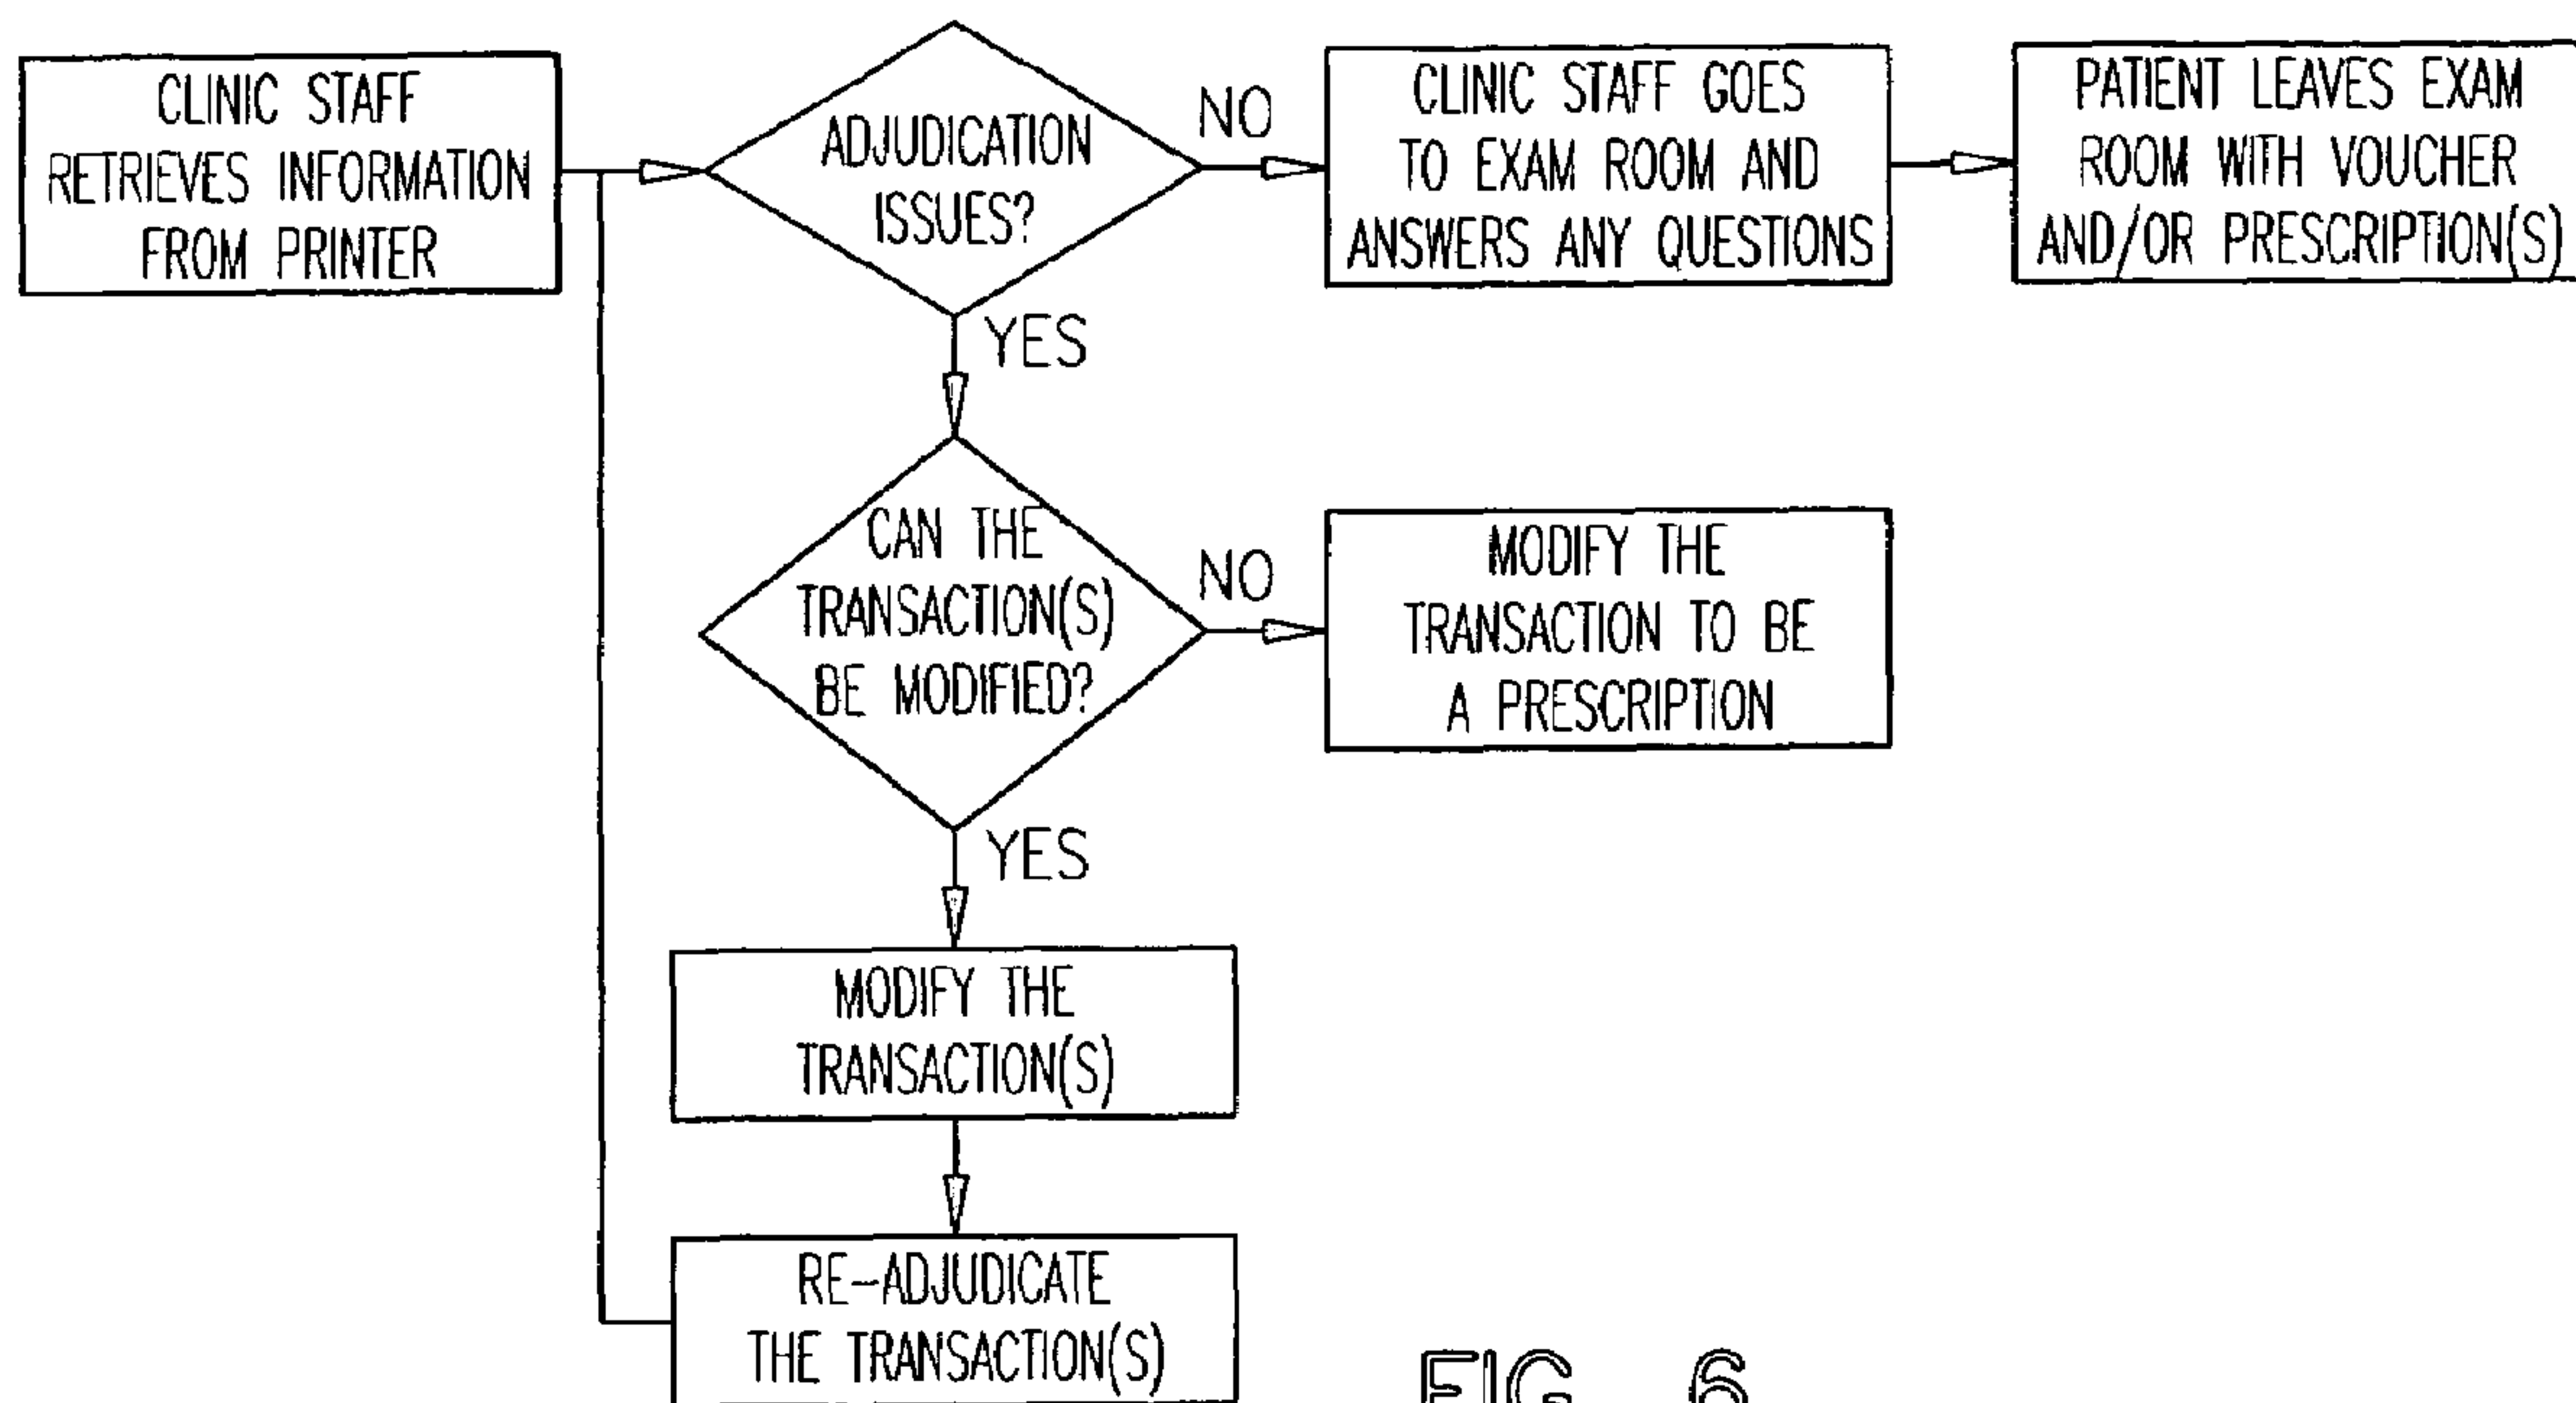 CLINIC STAFF
RETRIEVES INFORMATION
FROM PRINTER
ADJUDICATION
ISSUES?
NO
CLINIC STAFF GOES
TO EXAM ROOM AND
ANSWERS ANY QUESTIONS
PATIENT LEAVES EXAM
ROOM WITH VOUCHER
AND/OR PRESCRIPTION(S)
YES
CAN THE
TRANSACTION(S)
BE MODIFIED?
NO
MODIFY THE
TRANSACTION TO BE
A PRESCRIPTION
YES
MODIFY THE
TRANSACTION(S)
RE-ADJUDICATE
THE TRANSACTION(S)
FIG. 6